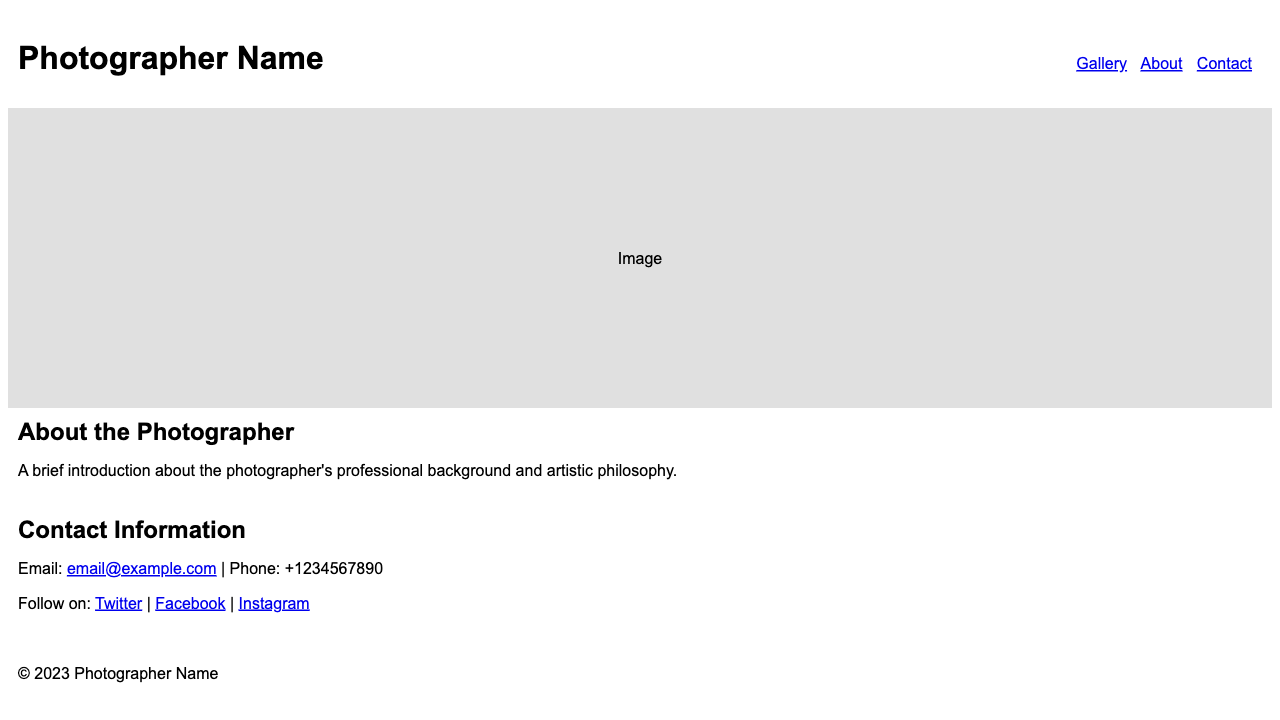 Photographer Name
Gallery About Contact
Image
About the Photographer
A brief introduction about the photographer's professional background and artistic philosophy.
Contact Information
Email: email@example.com | Phone: +1234567890
Follow on: Twitter | Facebook | Instagram
© 2023 Photographer Name